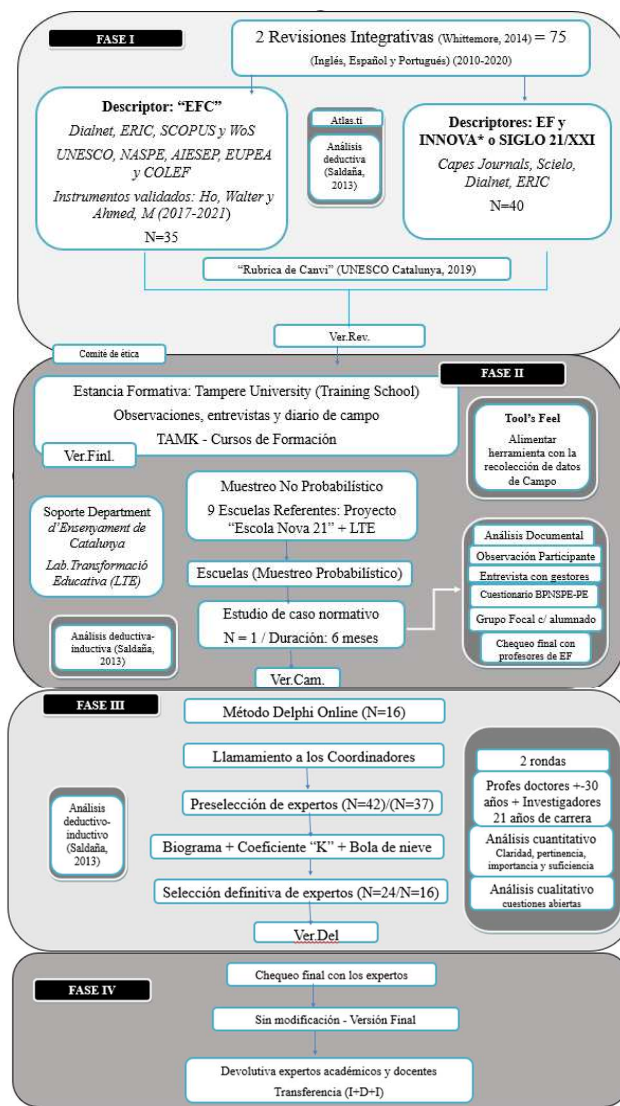 FASE I
2 Revisiones Integrativas (Whittemore, 2014) = 75
(Inglés, Español y Portugués) (2010-2020)
Descriptor: “EFC”
Dialnet, ERIC, SCOPUS y WoS
UNESCO, NASPE, AIESEP, EUPEA
y COLEF
Instrumentos validados: Ho, Walter y
Ahmed, M (2017-2021)
N=35
Atlas.ti
Análisis
deductiva
(Saldaña,
2013)
Descriptores: EF y
INNOVA* o SIGLO 21/XXI
Capes Journals, Scielo,
Dialnet, ERIC
N=40
“Rubrica de Canvi” (UNESCO Catalunya, 2019)
Ver.Rev.
Comité de ética
FASE II
Estancia Formativa: Tampere University (Training School)
Observaciones, entrevistas y diario de campo
TAMK - Cursos de Formación
Ver.Finl.
Tool’s Feel
Alimentar
herramienta con la
recolección de datos
de Campo
Muestreo No Probabilístico
9 Escuelas Referentes: Proyecto
“Escola Nova 21” + LTE
Soporte Department
d’Ensenyament de
Catalunya
Lab.Transformació
Educativa (LTE)
Escuelas (Muestreo Probabilístico)
Estudio de caso normativo
N = 1 / Duración: 6 meses
Análisis deductiva-
inductiva (Saldaña,
2013)
Ver.Cam.
Análisis Documental
Observación Participante
Entrevista con gestores
Cuestionario BPNSPE-PE
Grupo Focal c/ alumnado
Chequeo final con
profesores de EF
FASE III
Método Delphi Online (N=16)
Llamamiento a los Coordinadores
Preselección de expertos (N=42)/(N=37)
Biograma + Coeficiente “K” + Bola de nieve
Selección definitiva de expertos (N=24/N=16)
Ver.Del
Análisis
deductivo-
inductivo
(Saldaña,
2013)
2 rondas
Profes doctores +-30
años + Investigadores
21 años de carrera
Análisis cuantitativo
Claridad, pertinencia,
importancia y suficiencia
Análisis cualitativo
cuestiones abiertas
FASE IV
Chequeo final con los expertos
Sin modificación - Versión Final
Devolutiva expertos académicos y docentes
Transferencia (I+D+I)